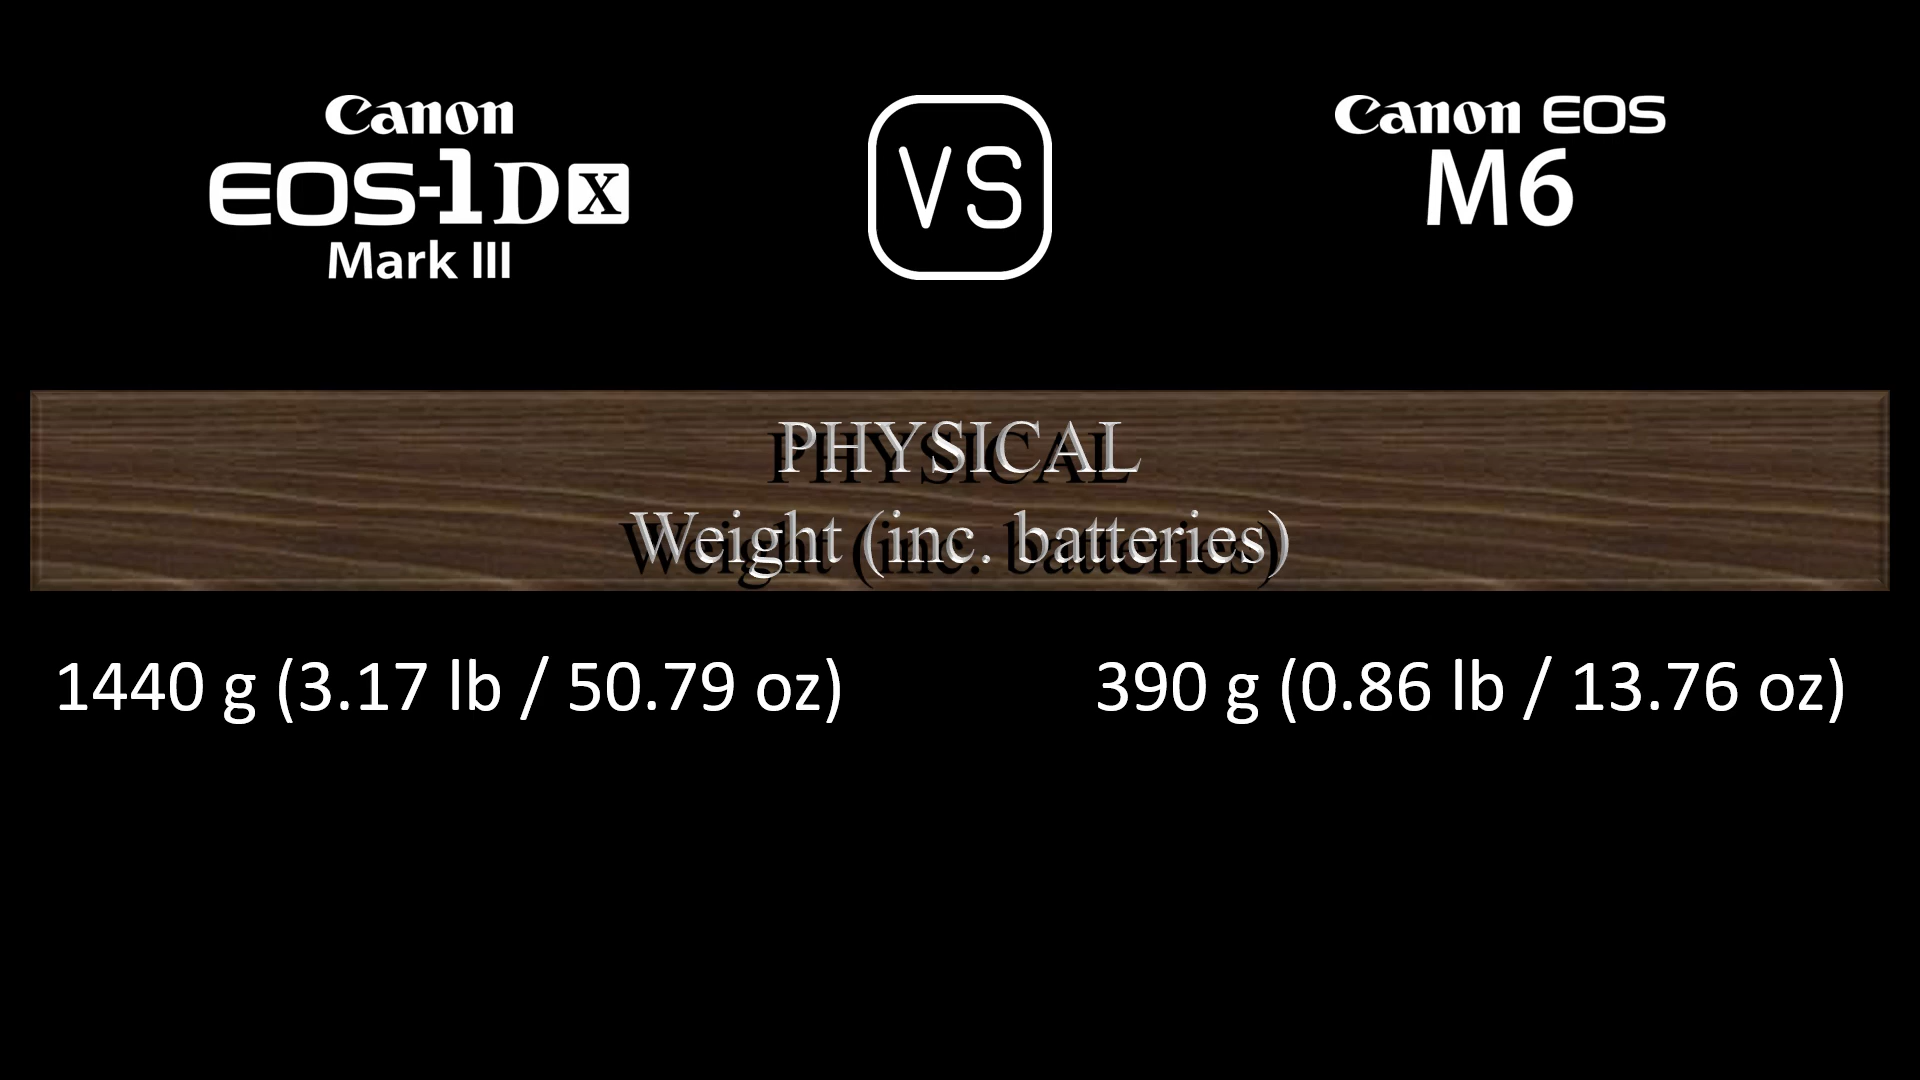 Canon
EOS-1D X
Mark III
VS
Canon EOS
M6
PHYSICAL
Weight (inc. batteries)
1440 g (3.17 lb / 50.79 oz)
390 g (0.86 lb / 13.76 oz)